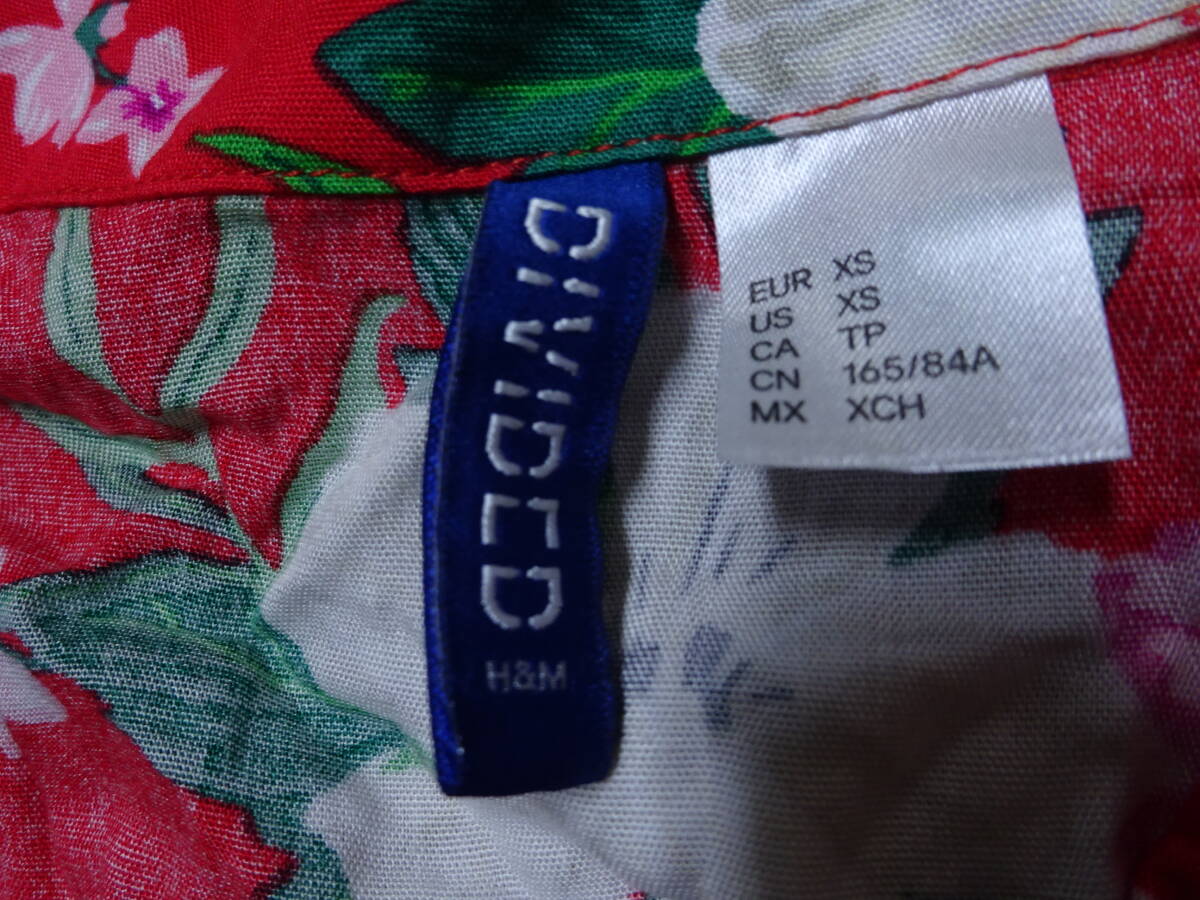 DIVIDED
H&M
EUR XS
US XS
CA TP
CN 165/84A
MX XCH